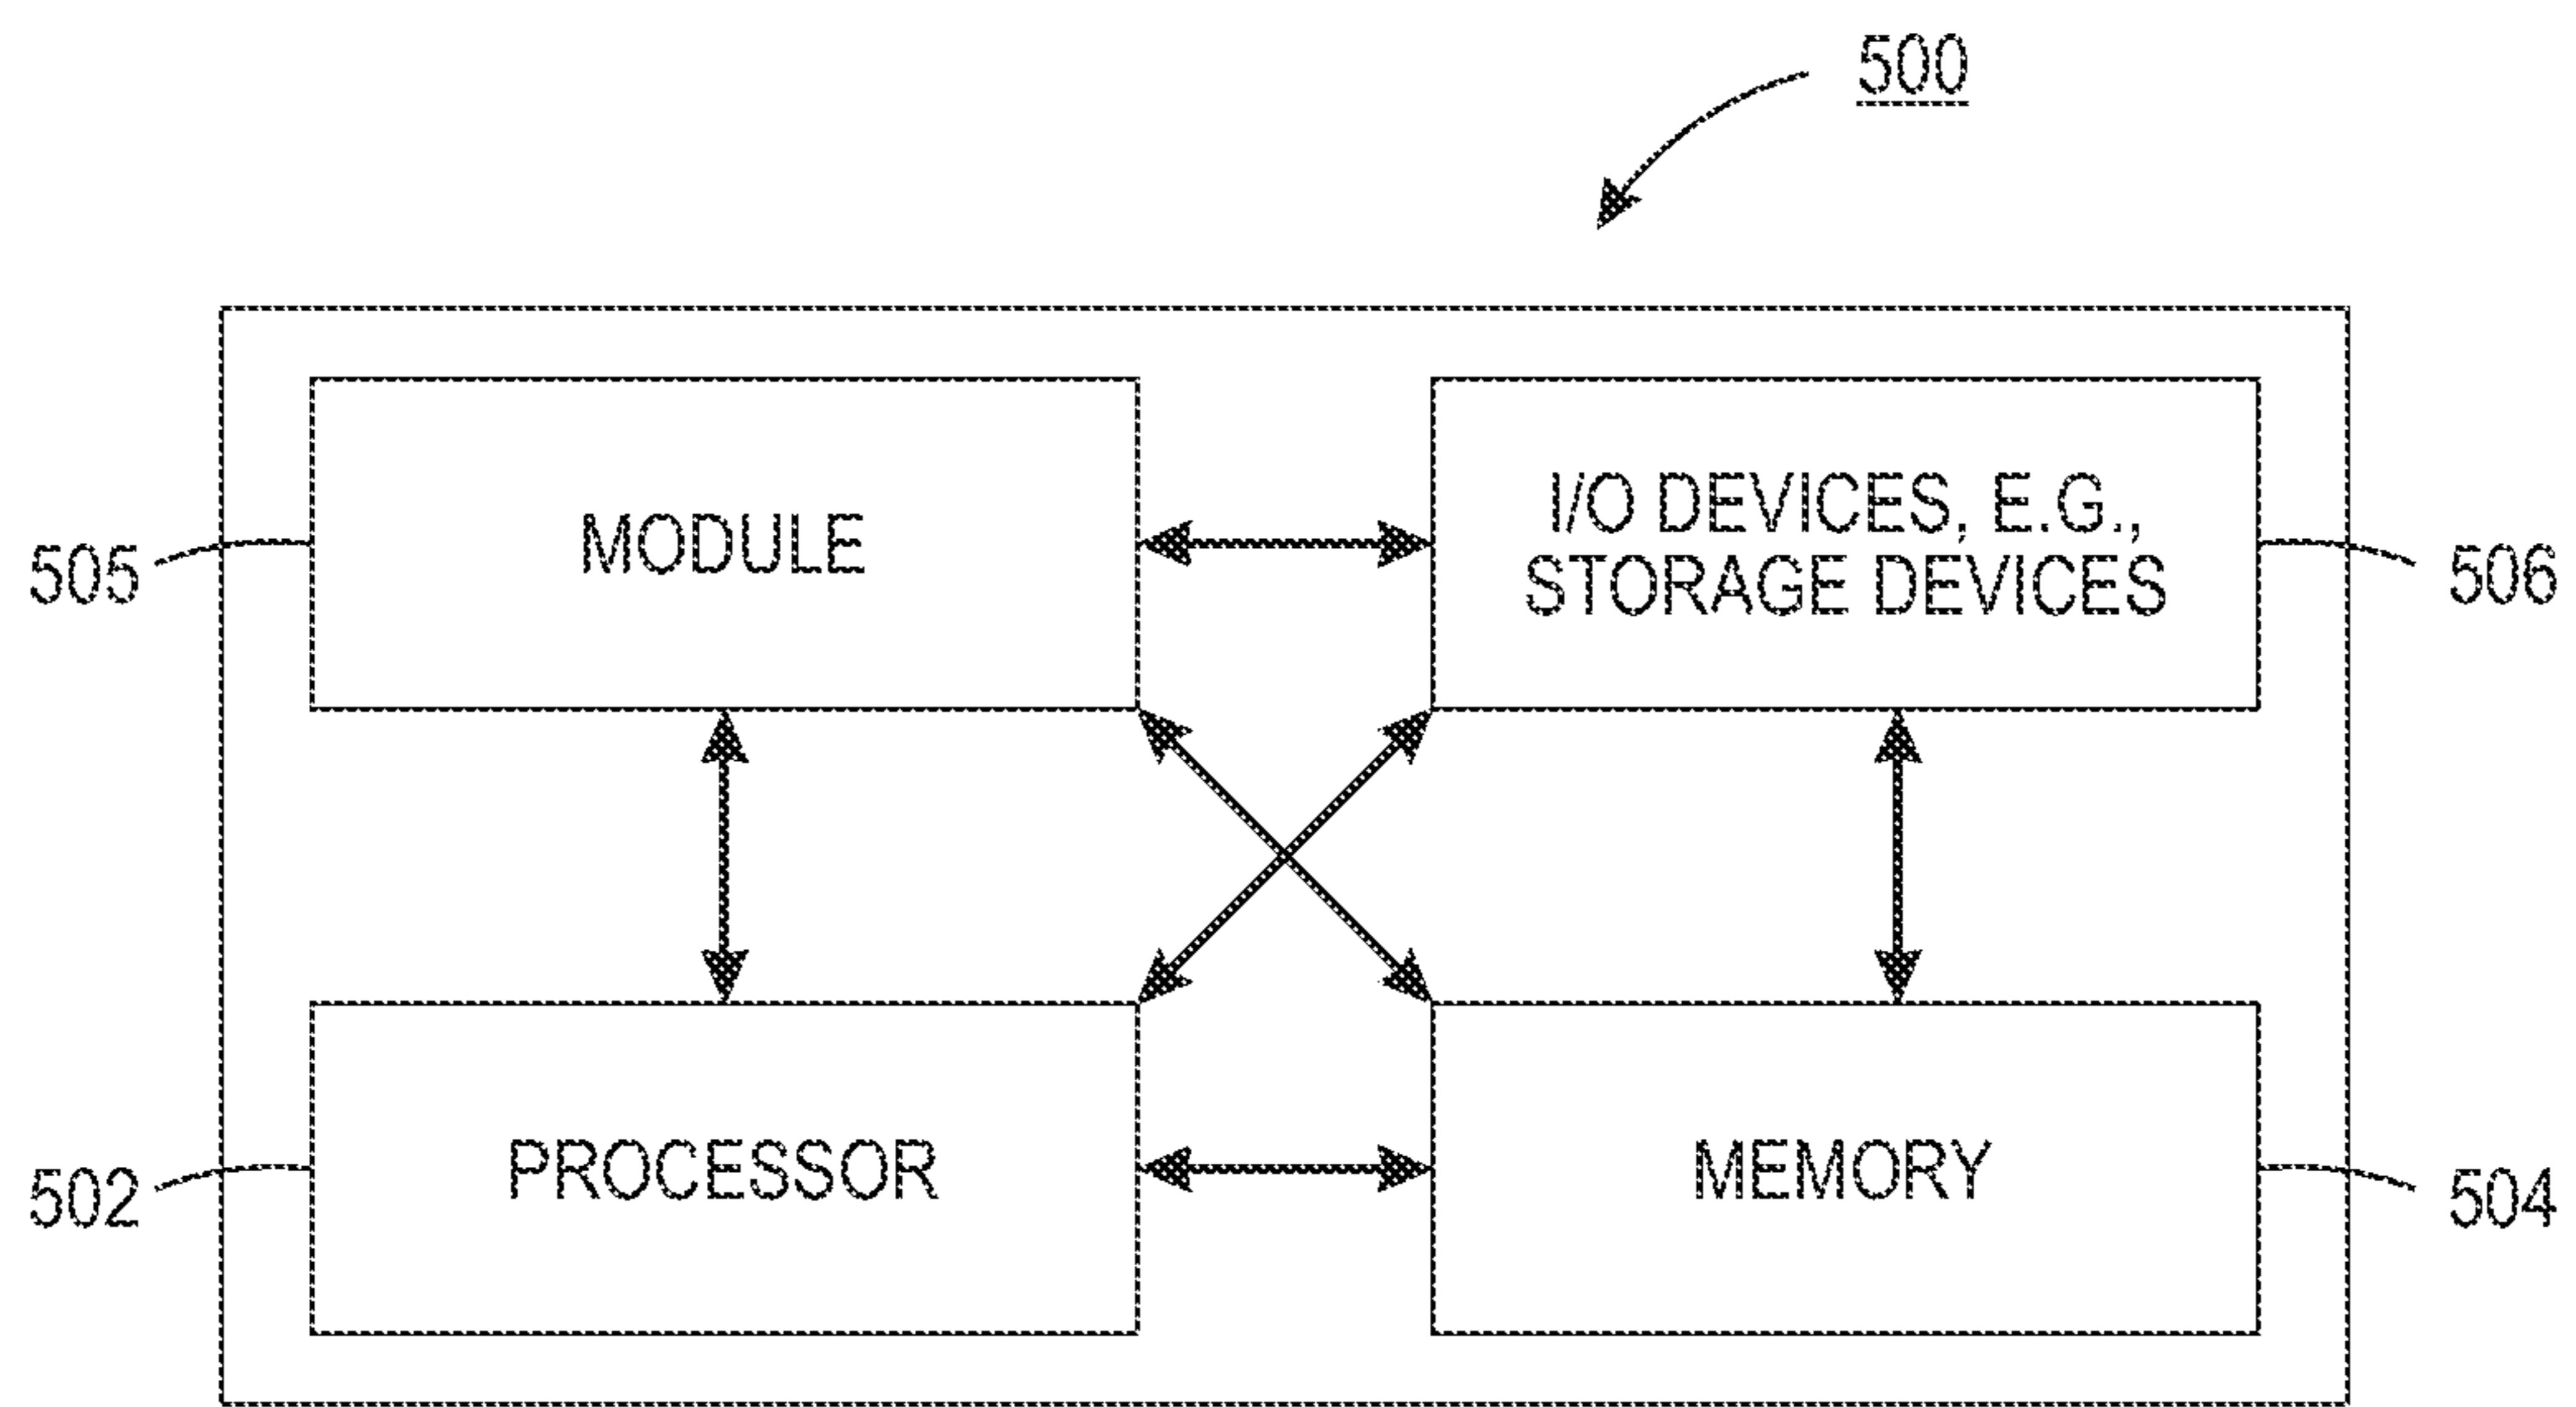 500
MODULE
I/O DEVICES, E.G.,
STORAGE DEVICES
505
506
PROCESSOR
MEMORY
502
504